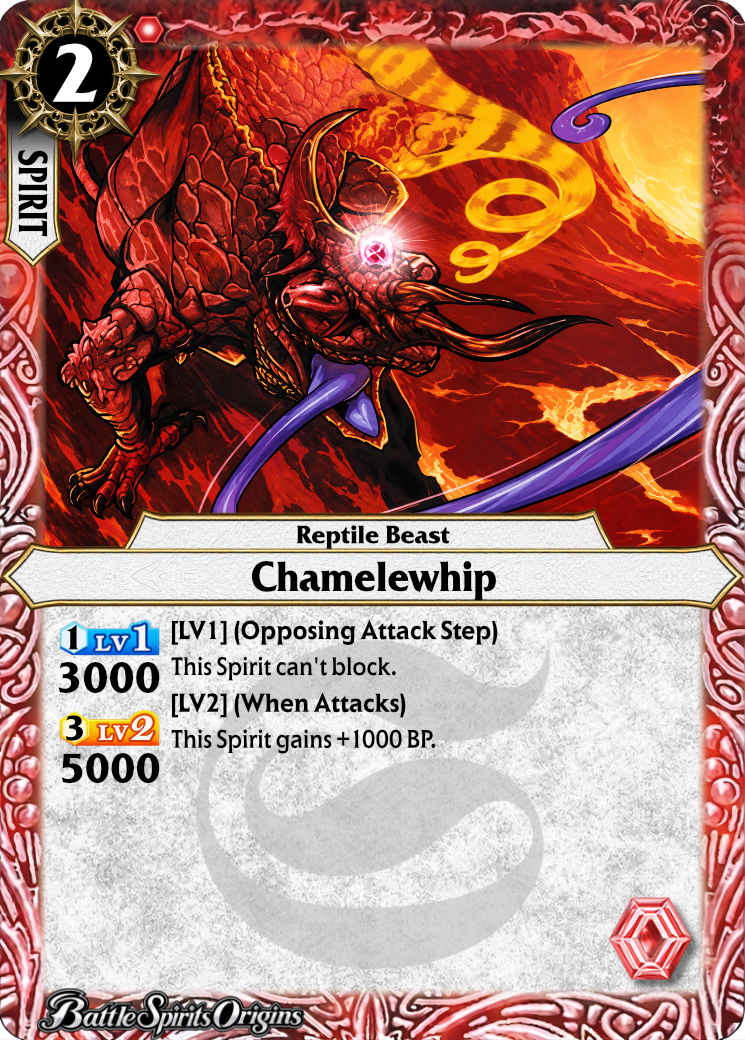 2
SPIRIT
Reptile Beast
Chamelewhip
1 LV1
3000
[LV1] (Opposing Attack Step)
This Spirit can't block.
3 LV2
5000
[LV2] (When Attacks)
This Spirit gains +1000 BP.
Battle Spirits Origins